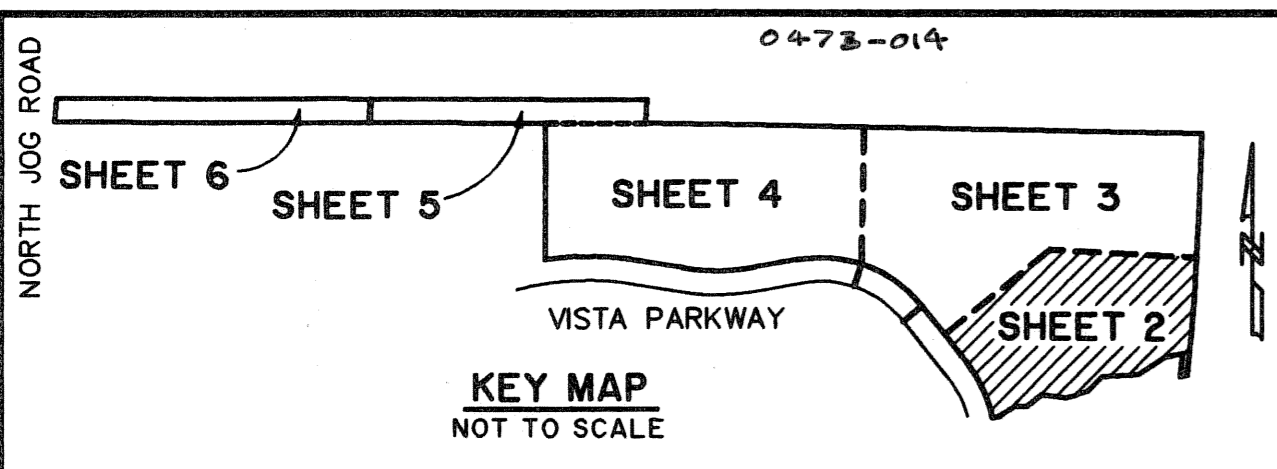 0473-014
NORTH JOG ROAD
SHEET 6
SHEET 5
SHEET 4
SHEET 3
N
SHEET 2
VISTA PARKWAY
KEY MAP
NOT TO SCALE